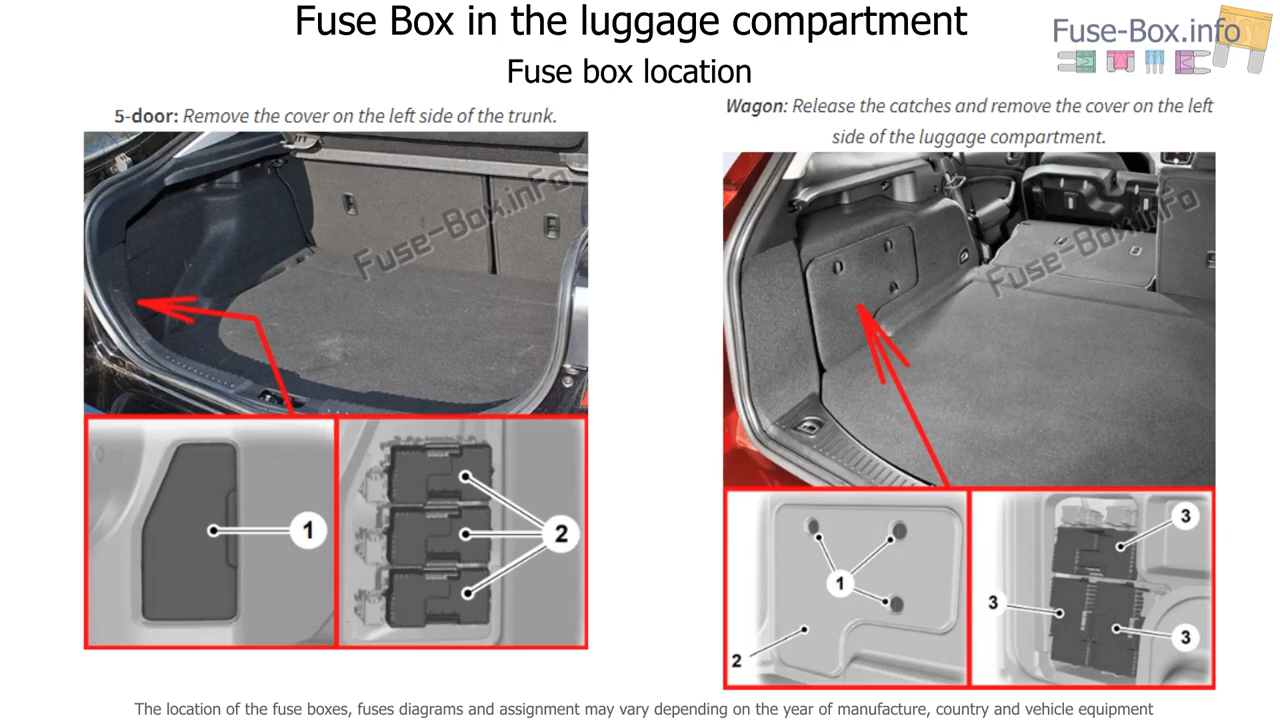 Fuse Box in the luggage compartment
Fuse-Box.info
Fuse box location
5-door: Remove the cover on the left side of the trunk.
Fuse-Box.inFo
1
2
Wagon: Release the catches and remove the cover on the left
side of the luggage compartment.
Fuse-Box.inFo
1
2
3
3
3
The location of the fuse boxes, fuses diagrams and assignment may vary depending on the year of manufacture, country and vehicle equipment